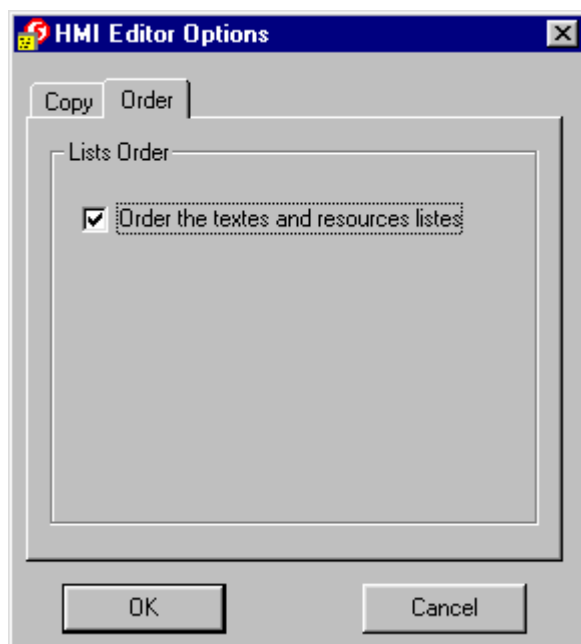 HMI Editor Options
Copy Order
Lists Order
Order the textes and resources listes
OK Cancel